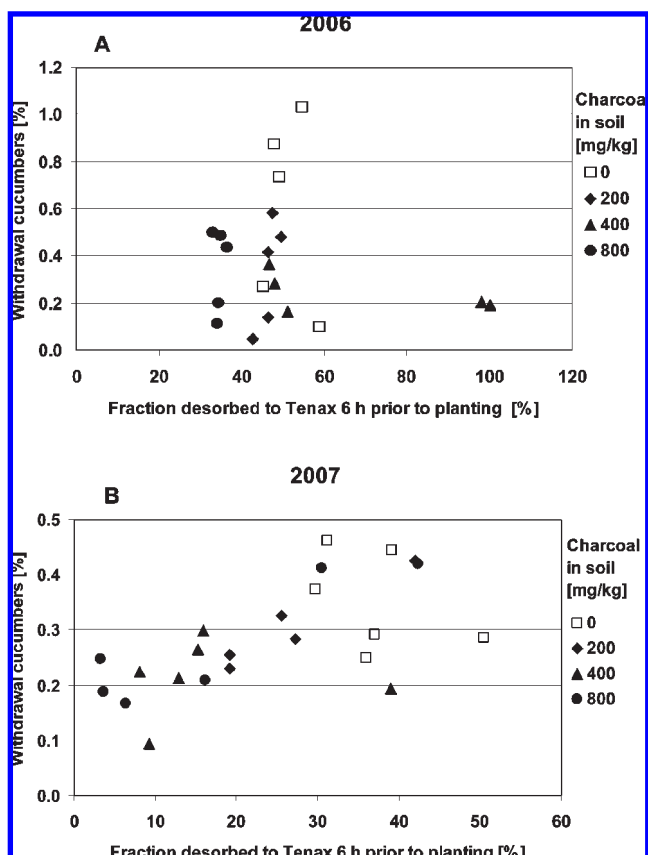 2006
A
1.2
1.0
0.8
0.6
0.4
0.2
0.0
Withdrawal cucumbers [%]
0 20 40 60 80 100 120
Fraction desorbed to Tenax 6 h prior to planting [%]
Charcoal
in soil
[mg/kg]
0
200
400
800
2007
B
0.5
0.4
0.3
0.2
0.1
0.0
Withdrawal cucumbers [%]
0 10 20 30 40 50 60
Fraction desorbed to Tenax 6 h prior to planting [%]
Charcoal
in soil
[mg/kg]
0
200
400
800